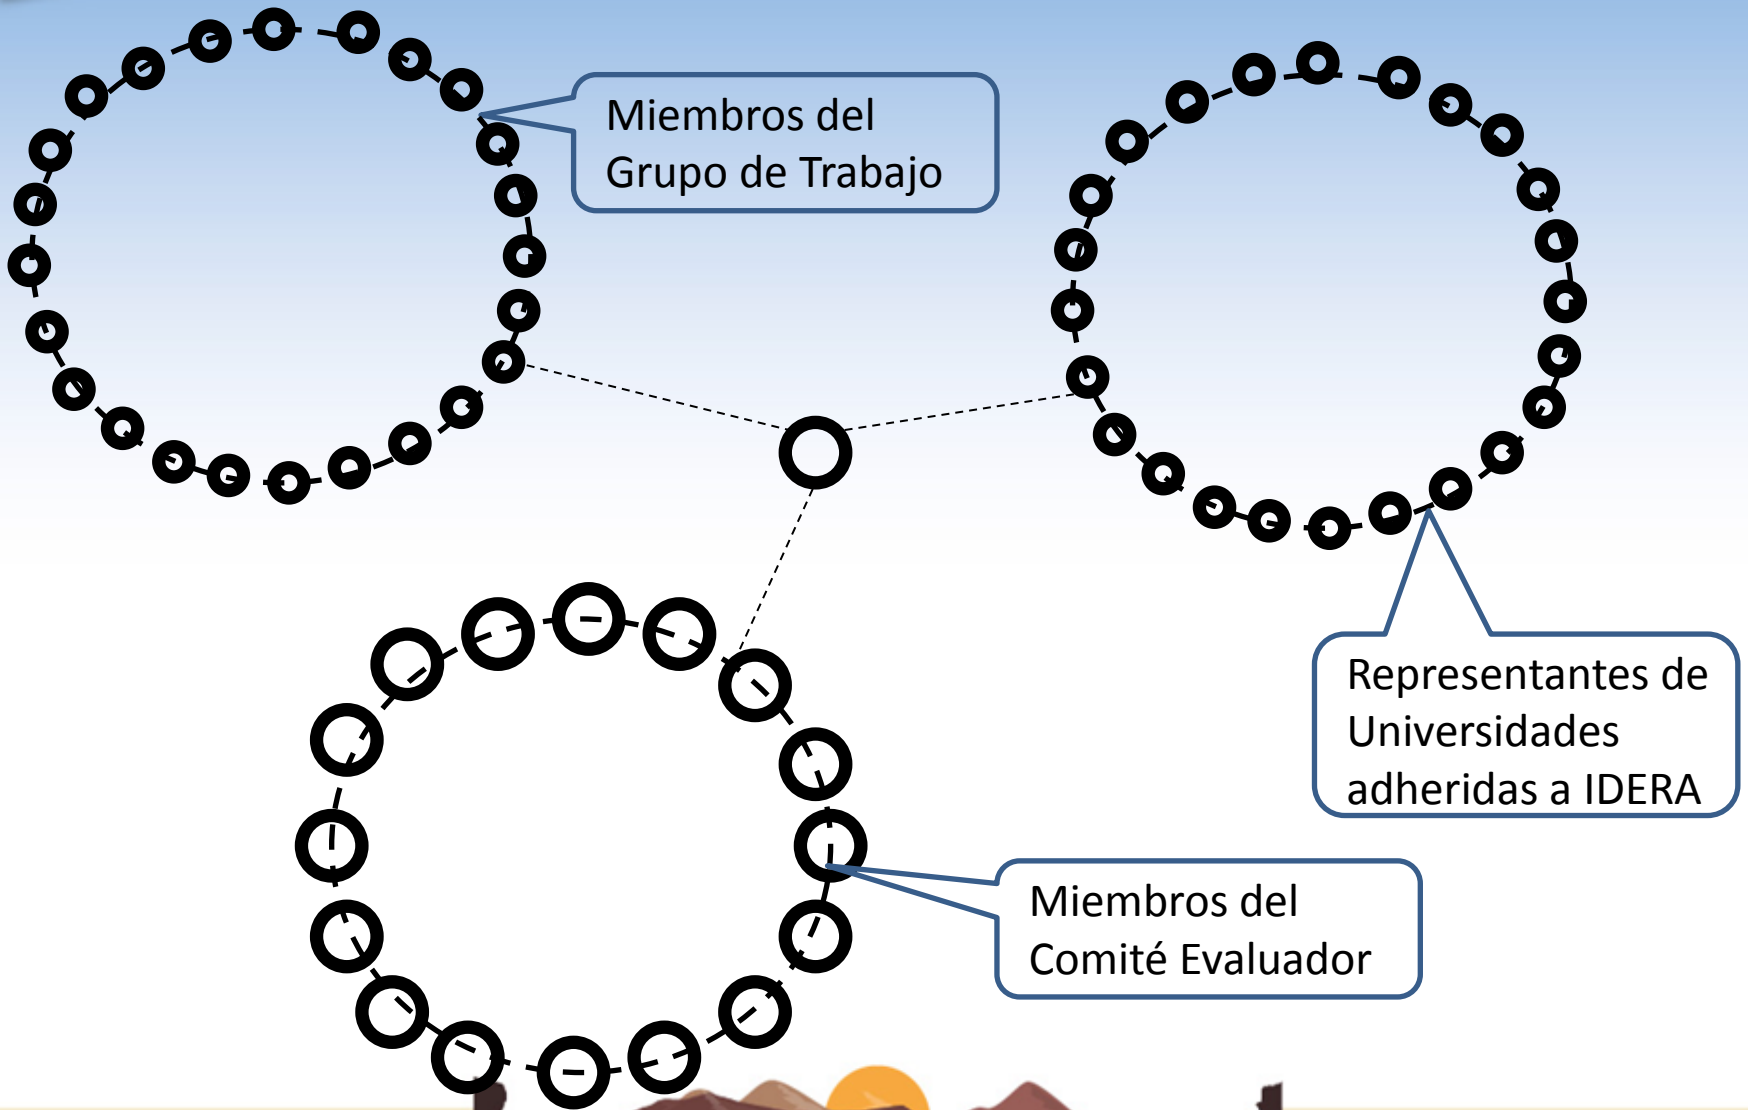 Miembros del
Grupo de Trabajo
Representantes de
Universidades
adheridas a IDERA
Miembros del
Comité Evaluador